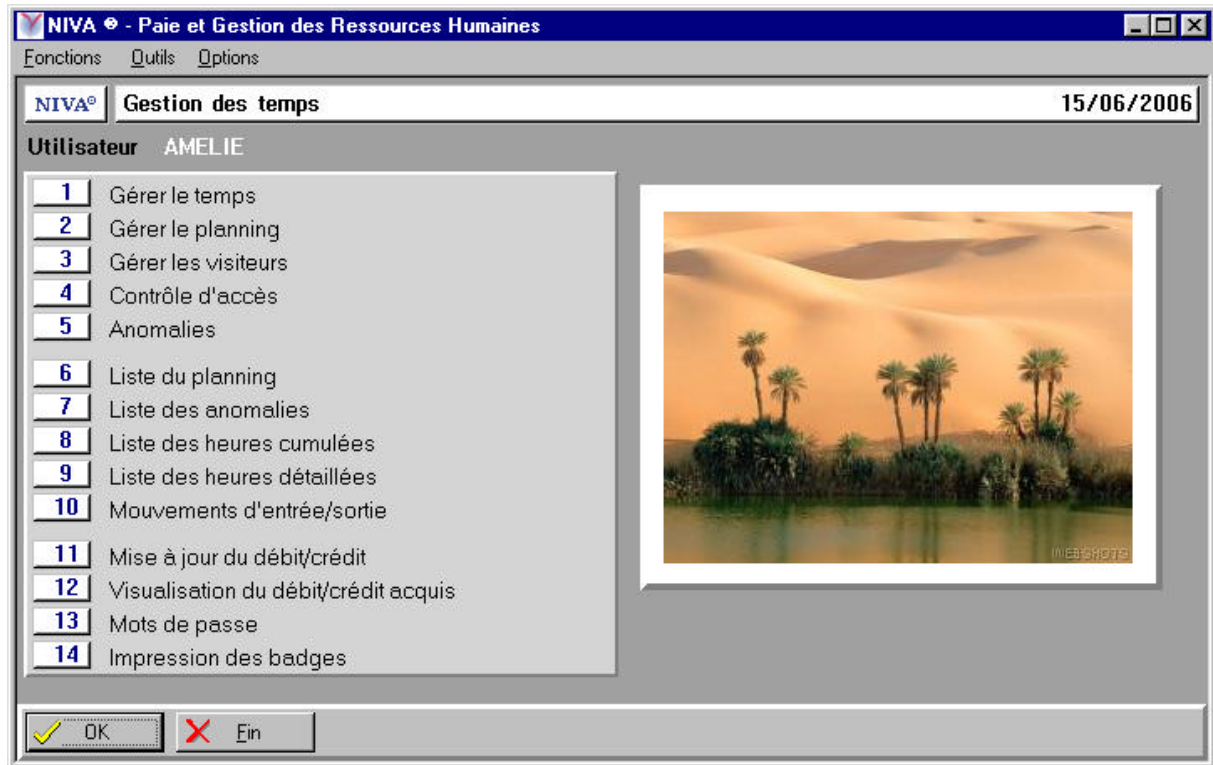 NIVA ® - Paie et Gestion des Ressources Humaines
Fonctions Outils Options
NIVA® Gestion des temps 15/06/2006
Utilisateur AMELIE
1 Gérer le temps
2 Gérer le planning
3 Gérer les visiteurs
4 Contrôle d'accès
5 Anomalies
6 Liste du planning
7 Liste des anomalies
8 Liste des heures cumulées
9 Liste des heures détaillées
10 Mouvements d'entrée/sortie
11 Mise à jour du débit/crédit
12 Visualisation du débit/crédit acquis
13 Mots de passe
14 Impression des badges
WEBSHOTS
OK Fin